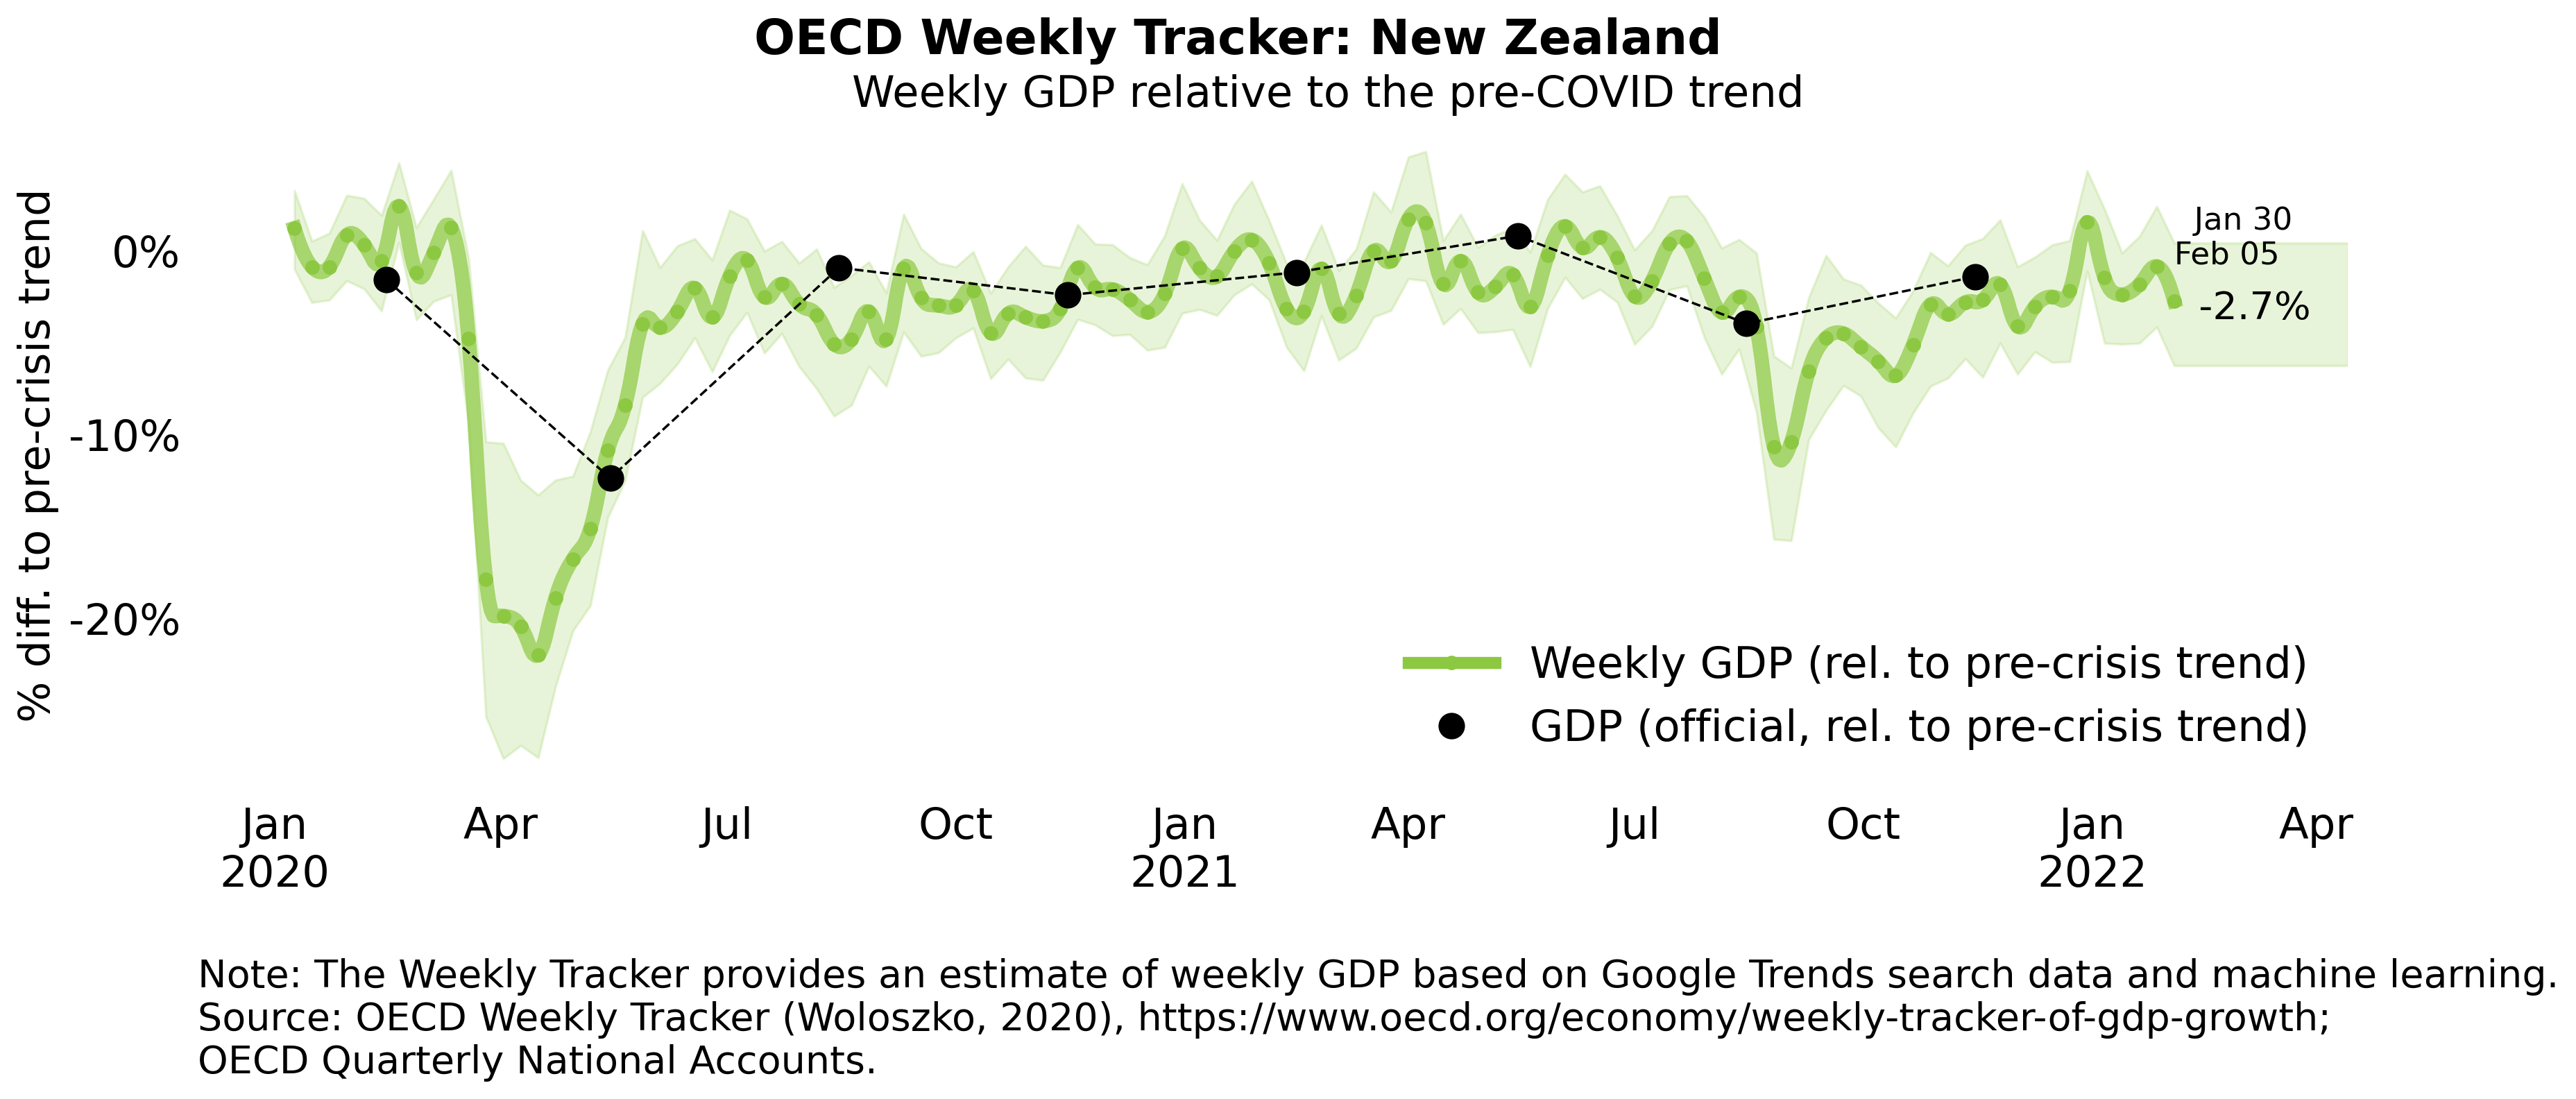 OECD Weekly Tracker: New Zealand
Weekly GDP relative to the pre-COVID trend
% diff. to pre-crisis trend
0%
-10%
-20%
Jan 30
Feb 05
-2.7%
Weekly GDP (rel. to pre-crisis trend)
GDP (official, rel. to pre-crisis trend)
Jan Apr Jul Oct Jan Apr Jul Oct Jan Apr
2020 2021 2022
Note: The Weekly Tracker provides an estimate of weekly GDP based on Google Trends search data and machine learning.
Source: OECD Weekly Tracker (Woloszko, 2020), https://www.oecd.org/economy/weekly-tracker-of-gdp-growth;
OECD Quarterly National Accounts.